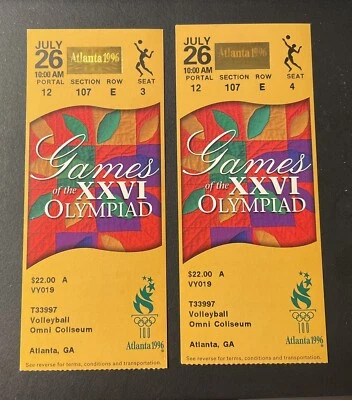 JULY
26
10:00 AM
Atlanta 1996
PORTAL SECTION ROW SEAT
12 107 E 3
Games
of the XXVI
OLYMPIAD
$22.00 A
VY019
T33997
Volleyball
Omni Coliseum
Atlanta, GA
100
Atlanta 1996
See reverse for terms, conditions and transportation.
JULY
26
10:00 AM
Atlanta 1996
PORTAL SECTION ROW SEAT
12 107 E 4
Games
of the XXVI
OLYMPIAD
$22.00 A
VY019
T33997
Volleyball
Omni Coliseum
Atlanta, GA
100
Atlanta 1996
See reverse for terms, conditions and transportation.